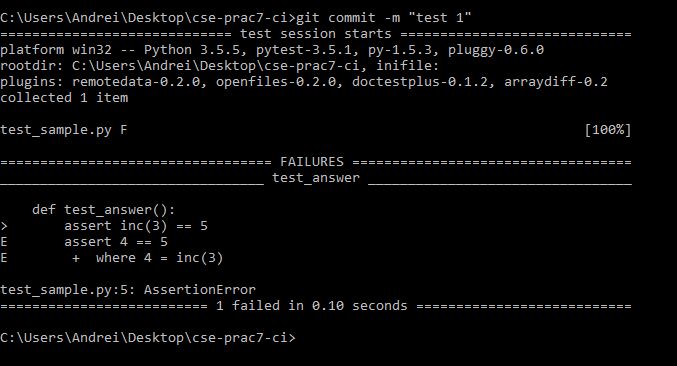 C:\Users\Andrei\Desktop\cse-prac7-ci>git commit -m "test 1"
============================= test session starts =============================
platform win32 -- Python 3.5.5, pytest-3.5.1, py-1.5.3, pluggy-0.6.0
rootdir: C:\Users\Andrei\Desktop\cse-prac7-ci, inifile:
plugins: remotedata-0.2.0, openfiles-0.2.0, doctestplus-0.1.2, arraydiff-0.2
collected 1 item
test_sample.py F                                                         [100%]
================================== FAILURES ===================================
_________________________________ test_answer _________________________________
    def test_answer():
>       assert inc(3) == 5
E       assert 4 == 5
E        +  where 4 = inc(3)
test_sample.py:5: AssertionError
========================== 1 failed in 0.10 seconds ===========================
C:\Users\Andrei\Desktop\cse-prac7-ci>